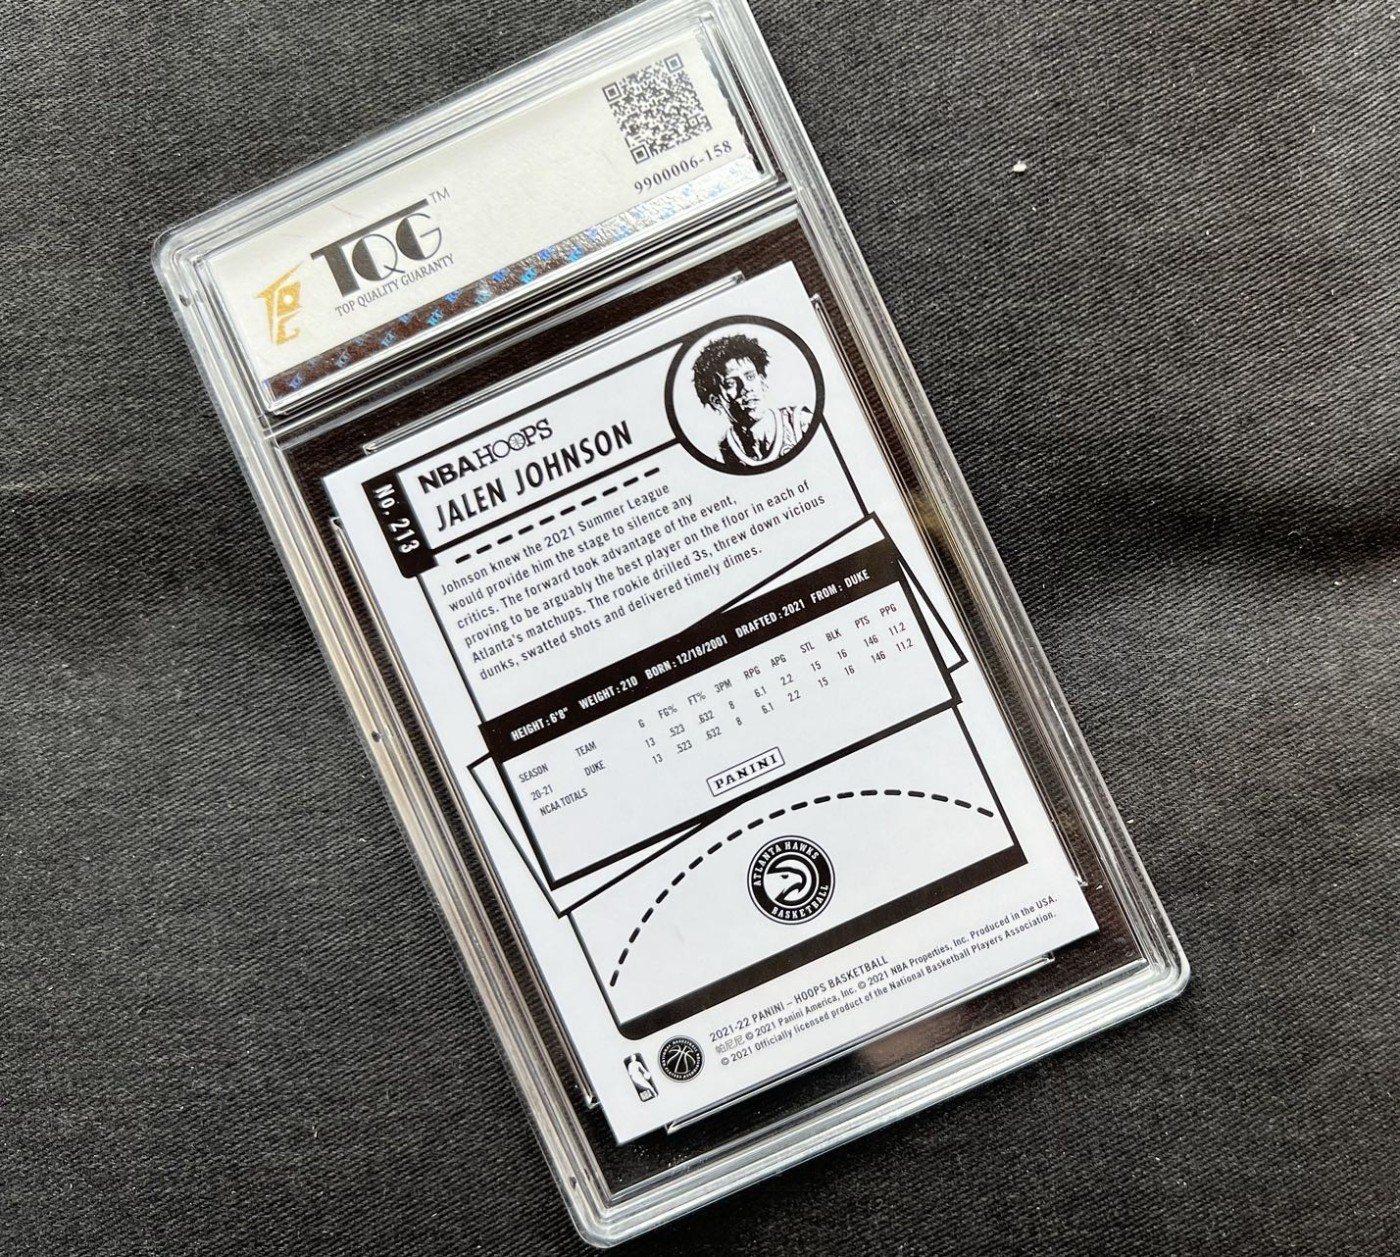 9900006-158
TQG™
TOP QUALITY GUARANTY
No. 213
NBA HOOPS
JALEN JOHNSON
Johnson knew the 2021 Summer League
would provide him the stage to silence any
critics. The forward took advantage of the event,
proving to be arguably the best player on the floor in each of
Atlanta's matchups. The rookie drilled 3s, threw down vicious
dunks, swatted shots and delivered timely dimes.
HEIGHT: 6'8" WEIGHT: 210 BORN: 12/18/2001 DRAFTED: 2021 FROM: DUKE
SEASON TEAM G FG% FT% 3PM RPG APG STL BLK PTS PPG
20-21 DUKE 13 .523 .632 8 6.1 2.2 15 16 146 11.2
NCAA TOTALS 13 .523 .632 8 6.1 2.2 15 16 146 11.2
PANINI
ATLANTA HAWKS
BASKETBALL
2021-22 PANINI – HOOPS BASKETBALL
帕尼尼 © 2021 Panini America, Inc. © 2021 NBA Properties, Inc. Produced in the USA.
© 2021 Officially licensed product of the National Basketball Players Association.